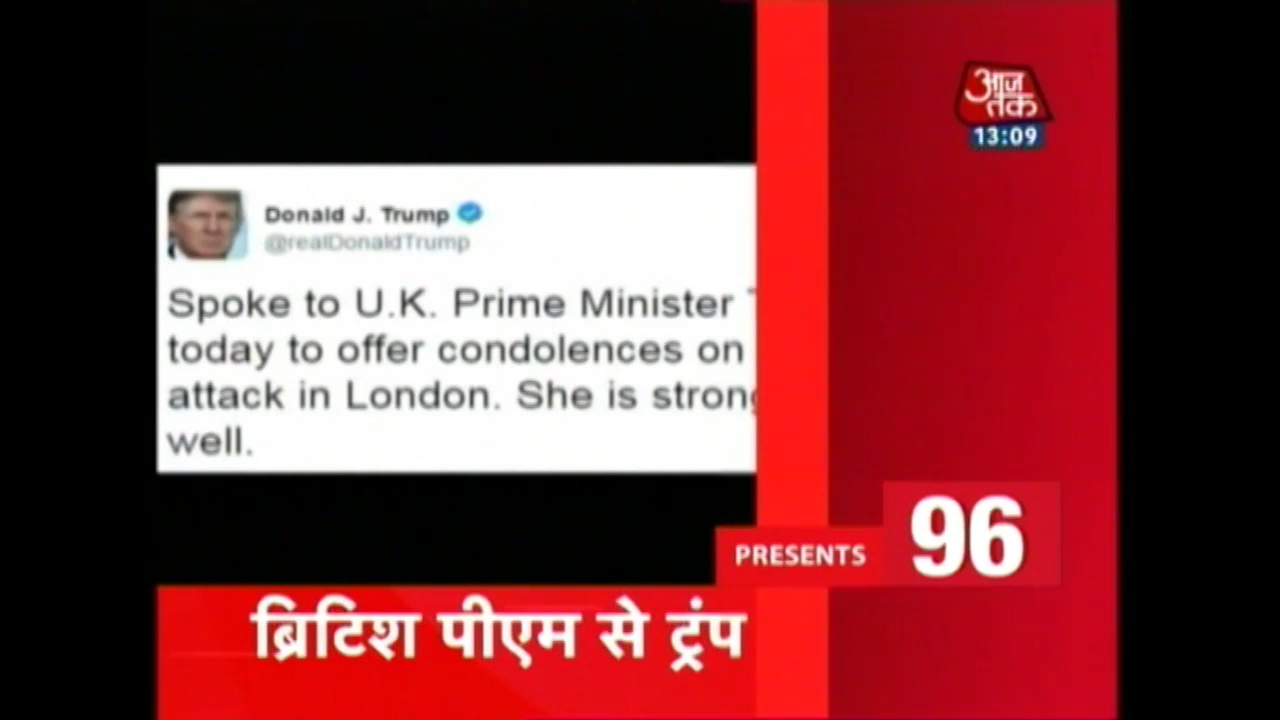 आज
तक
13:09
Donald J. Trump
@realDonaldTrump
Spoke to U.K. Prime Minister
today to offer condolences on
attack in London. She is strong
well.
PRESENTS
96
ब्रिटिश पीएम से ट्रंप